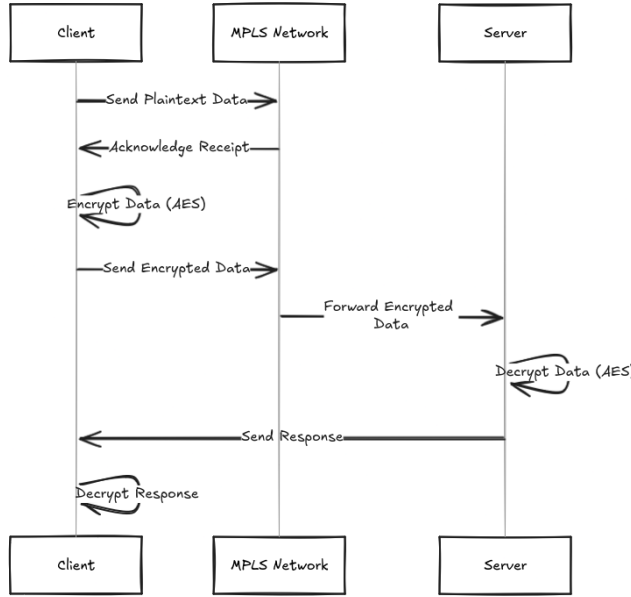 Client
MPLS Network
Server
Send Plaintext Data
Acknowledge Receipt
Encrypt Data (AES)
Send Encrypted Data
Forward Encrypted
Data
Decrypt Data (AES
Send Response
Decrypt Response
Client
MPLS Network
Server